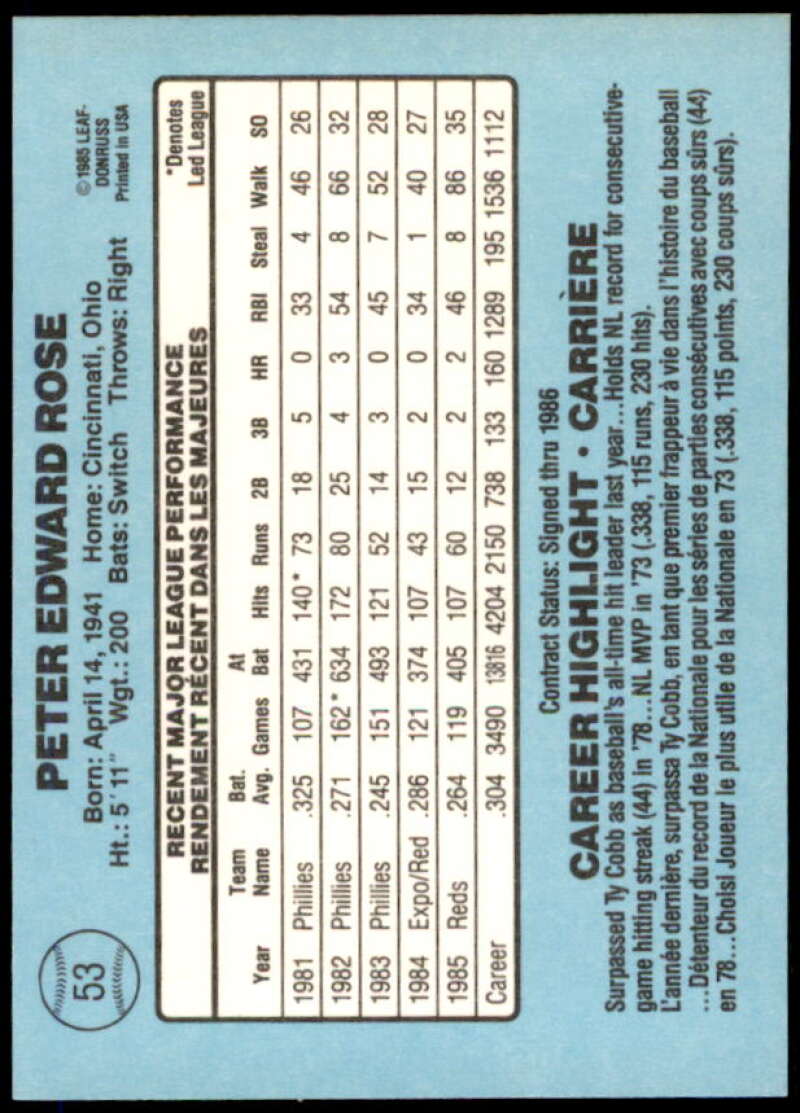 53
PETER EDWARD ROSE
Born: April 14, 1941 Home: Cincinnati, Ohio
Ht.: 5´11" Wgt.: 200 Bats: Switch Throws: Right
© 1985 LEAF-
DONRUSS
Printed in USA
RECENT MAJOR LEAGUE PERFORMANCE
RENDEMENT RÉCENT DANS LES MAJEURES
*Denotes
Led League
Year Team Name Bat. Avg. Games At Bat Hits Runs 2B 3B HR RBI Steal Walk SO
1981 Phillies .325 107 431 140* 73 18 5 0 33 4 46 26
1982 Phillies .271 162* 634 172 80 25 4 3 54 8 66 32
1983 Phillies .245 151 493 121 52 14 3 0 45 7 52 28
1984 Expo/Red .286 121 374 107 43 15 2 0 34 1 40 27
1985 Reds .264 119 405 107 60 12 2 2 46 8 86 35
Career .304 3490 13816 4204 2150 738 133 160 1289 195 1536 1112
Contract Status: Signed thru 1986
CAREER HIGHLIGHT • CARRIÈRE
Surpassed Ty Cobb as baseball's all-time hit leader last year...Holds NL record for consecutive-
game hitting streak (44) in '78...NL MVP in '73 (.338, 115 runs, 230 hits).
L'année dernière, surpassa Ty Cobb, en tant que premier frappeur à vie dans l'histoire du baseball
...Détenteur du record de la Nationale pour les séries de parties consécutives avec coups sûrs (44)
en 78...Choisi Joueur le plus utile de la Nationale en 73 (.338, 115 points, 230 coups sûrs).